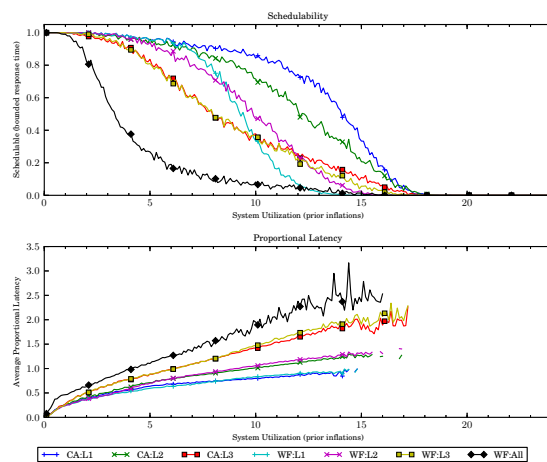 Schedulability
Schedulable (bounded response time)
1.0
0.8
0.6
0.4
0.2
0.0
0 5 10 15 20
System Utilization (prior inflations)
Proportional Latency
Average Proportional Latency
3.5
3.0
2.5
2.0
1.5
1.0
0.5
0.0
0 5 10 15 20
System Utilization (prior inflations)
CA:L1 CA:L2 CA:L3 WF:L1 WF:L2 WF:L3 WF:All